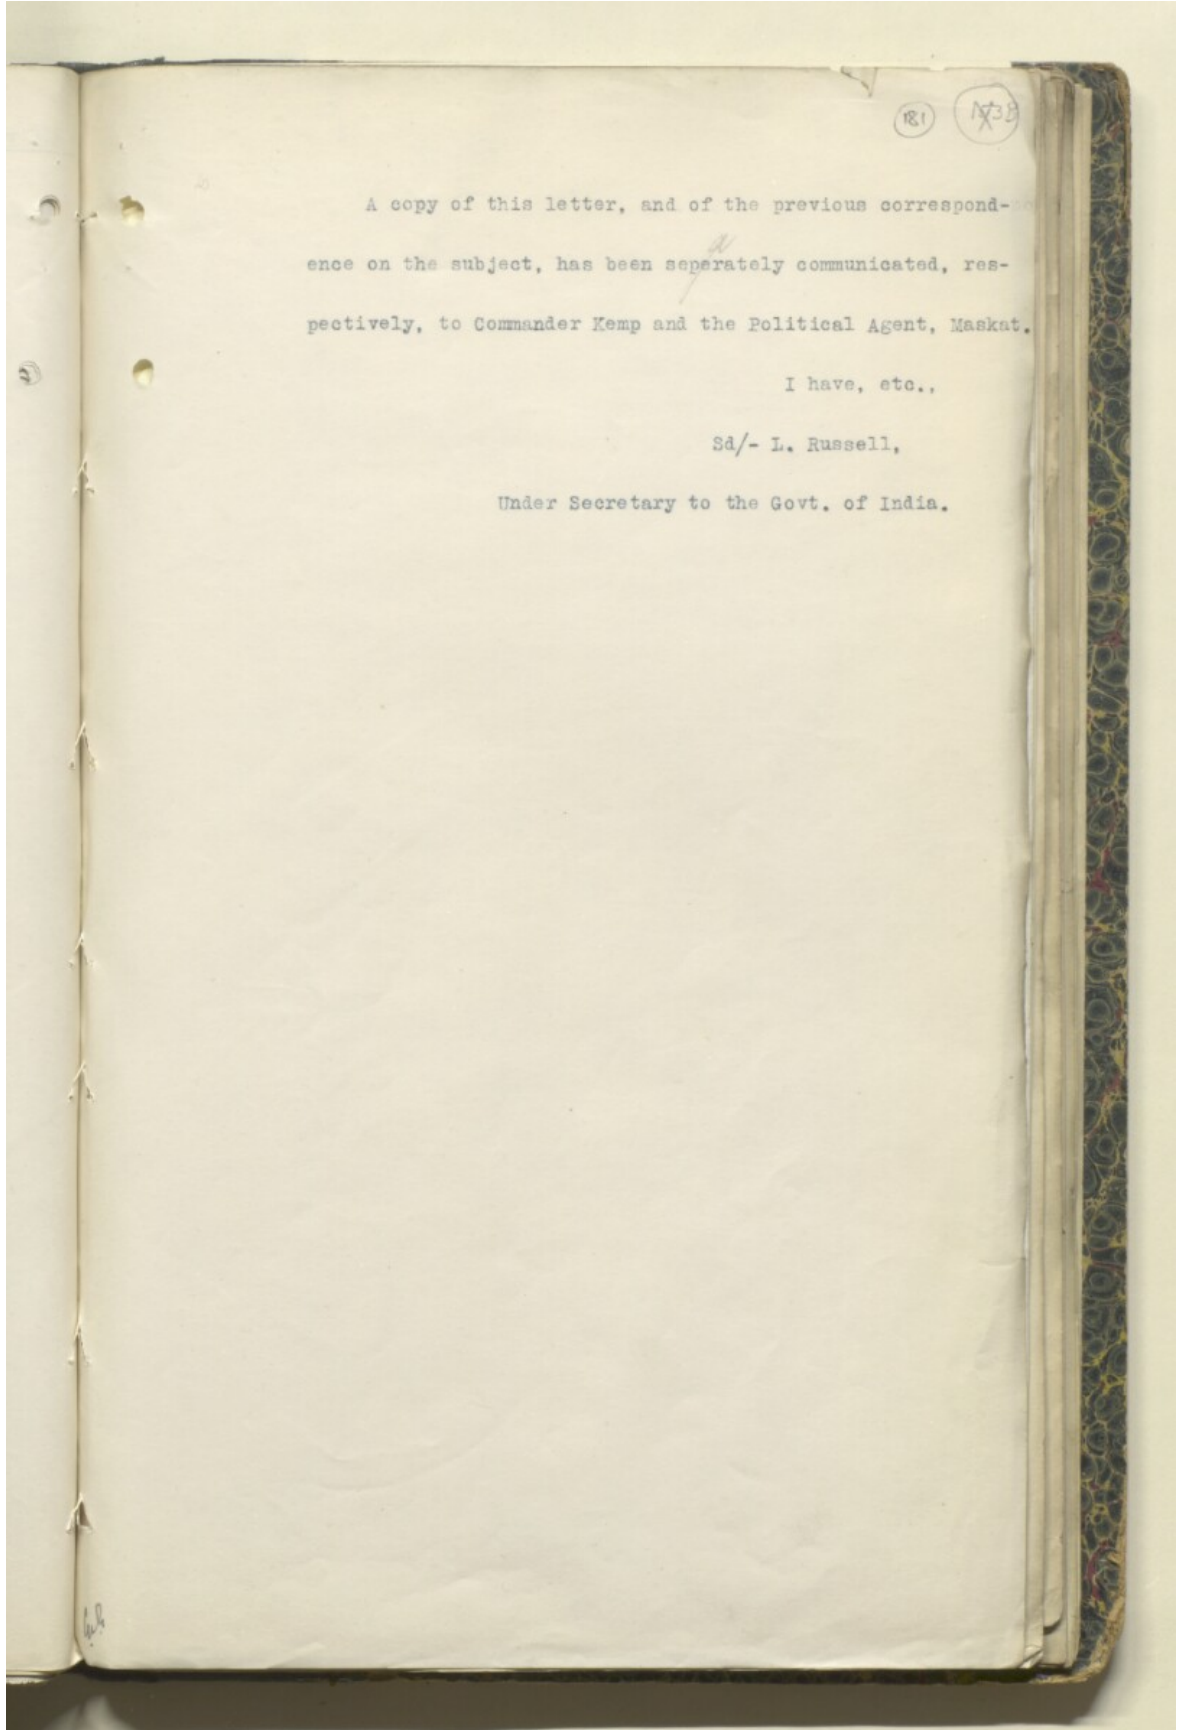 181
A copy of this letter, and of the previous correspond-
ence on the subject, has been separately communicated, res-
pectively, to Commander Kemp and the Political Agent, Maskat.
I have, etc.,
Sd/- L. Russell,
Under Secretary to the Govt. of India.